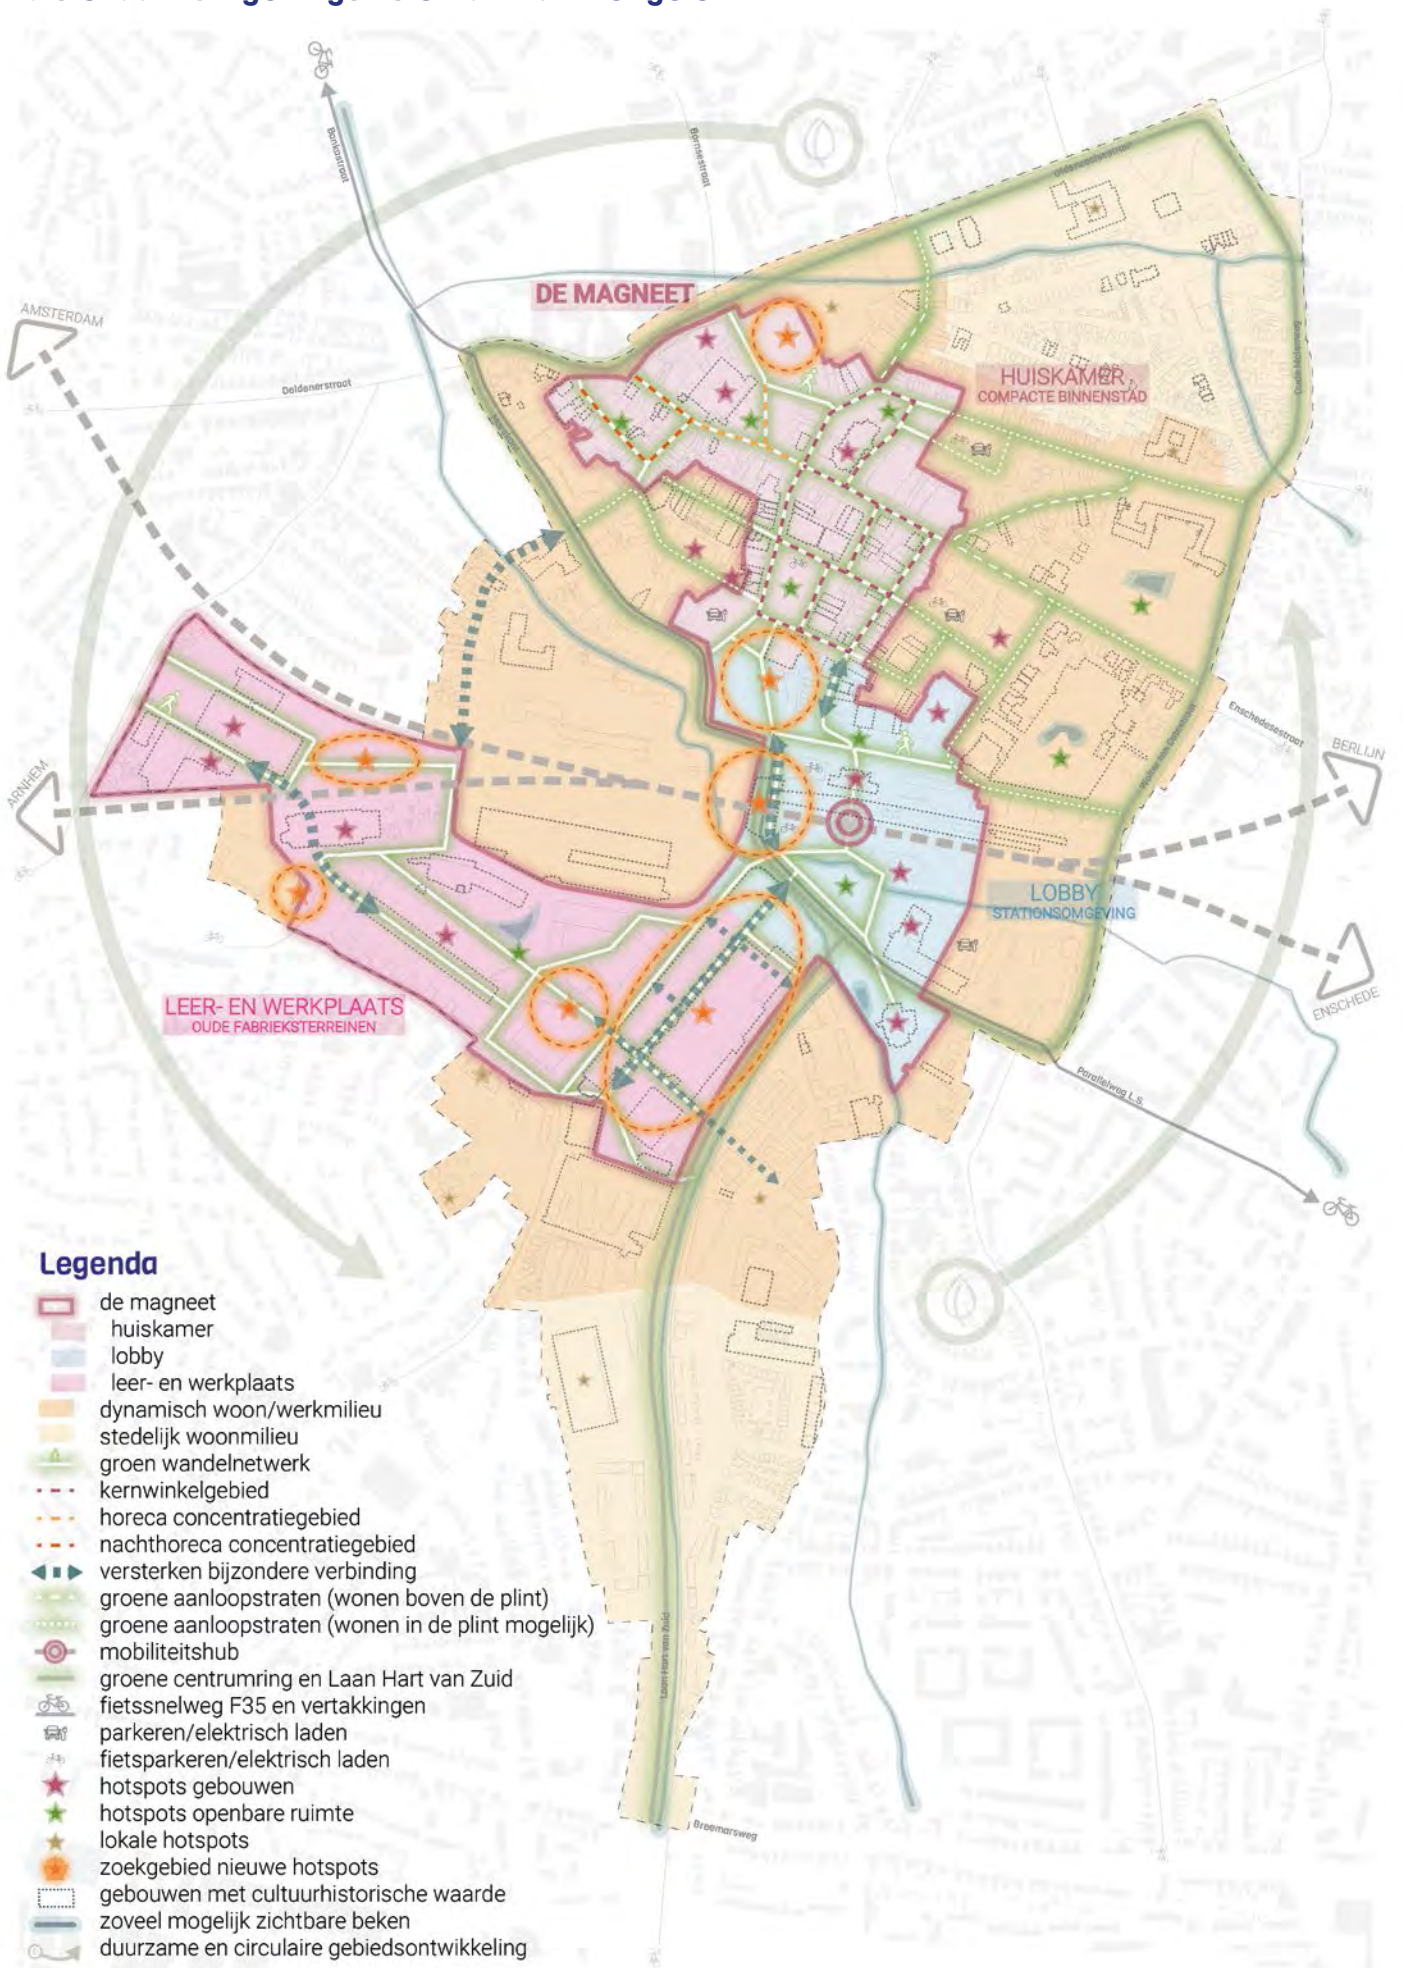 Bankastraat
Bornsestraat
Oldenzaalsestraat
DE MAGNEET
AMSTERDAM
Deldenerstraat
HUISKAMER
COMPACTE BINNENSTAD
Oude Molenweg
Enschedesestraat
BERLIJN
ARNHEM
LOBBY
STATIONSOMGEVING
ENSCHEDE
LEER- EN WERKPLAATS
OUDE FABRIEKSTERREINEN
Parallelweg L.S.
Legenda
de magneet
huiskamer
lobby
leer- en werkplaats
dynamisch woon/werkmilieu
stedelijk woonmilieu
groen wandelnetwerk
kernwinkelgebied
horeca concentratiegebied
nachthoreca concentratiegebied
versterken bijzondere verbinding
groene aanloopstraten (wonen boven de plint)
groene aanloopstraten (wonen in de plint mogelijk)
mobiliteitshub
groene centrumring en Laan Hart van Zuid
fietssnelweg F35 en vertakkingen
parkeren/elektrisch laden
fietsparkeren/elektrisch laden
hotspots gebouwen
hotspots openbare ruimte
lokale hotspots
zoekgebied nieuwe hotspots
gebouwen met cultuurhistorische waarde
zoveel mogelijk zichtbare beken
duurzame en circulaire gebiedsontwikkeling
Laan Hart van Zuid
Breemarsweg